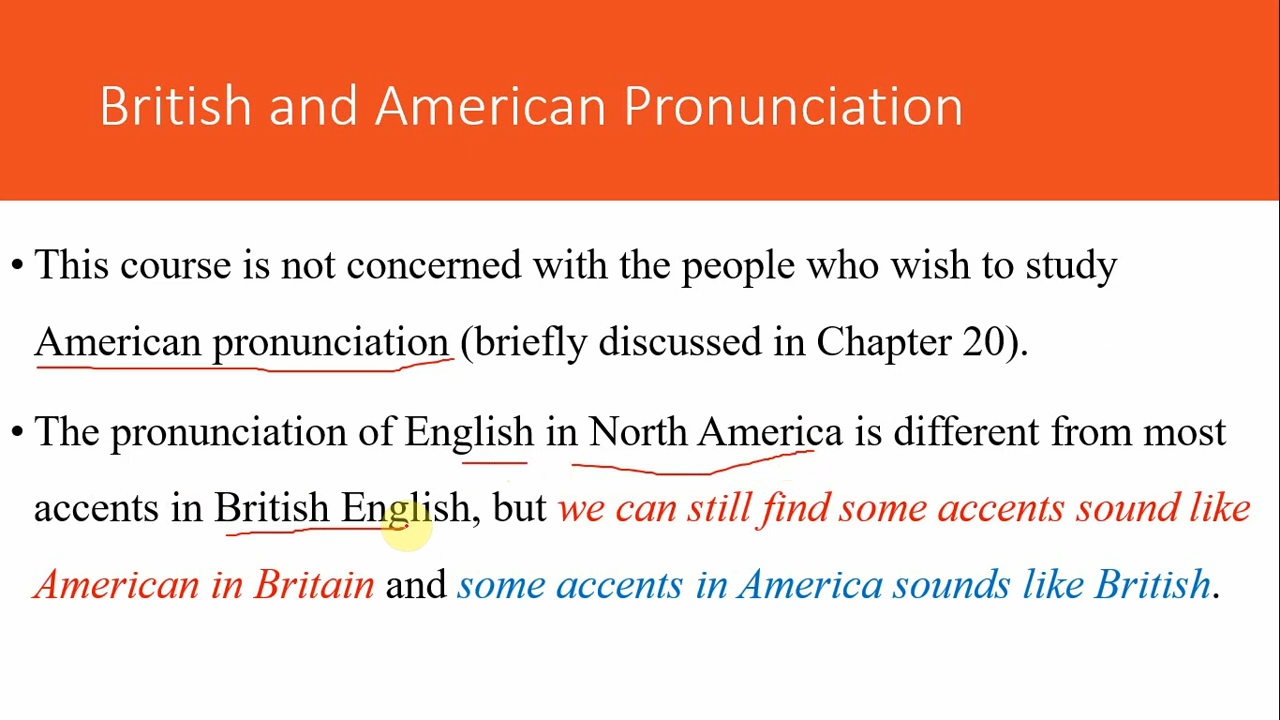 British and American Pronunciation
• This course is not concerned with the people who wish to study
American pronunciation (briefly discussed in Chapter 20).
• The pronunciation of English in North America is different from most
accents in British English, but we can still find some accents sound like
American in Britain and some accents in America sounds like British.